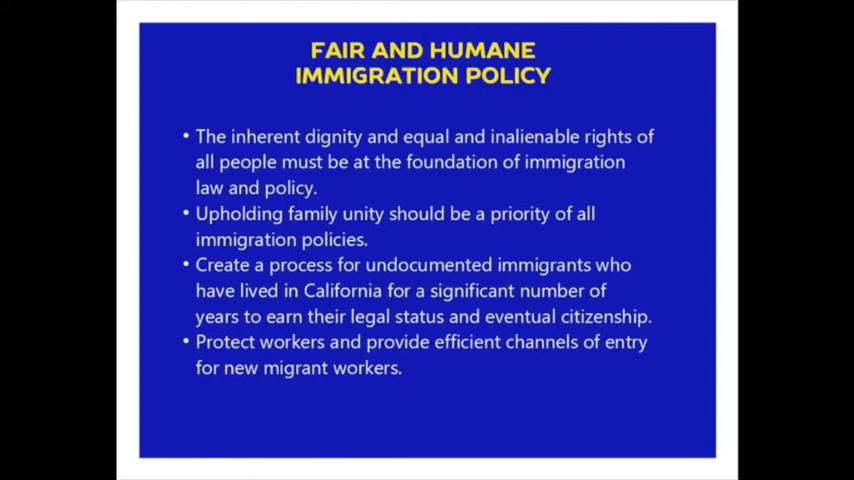 FAIR AND HUMANE
IMMIGRATION POLICY
• The inherent dignity and equal and inalienable rights of
all people must be at the foundation of immigration
law and policy.
• Upholding family unity should be a priority of all
immigration policies.
• Create a process for undocumented immigrants who
have lived in California for a significant number of
years to earn their legal status and eventual citizenship.
• Protect workers and provide efficient channels of entry
for new migrant workers.